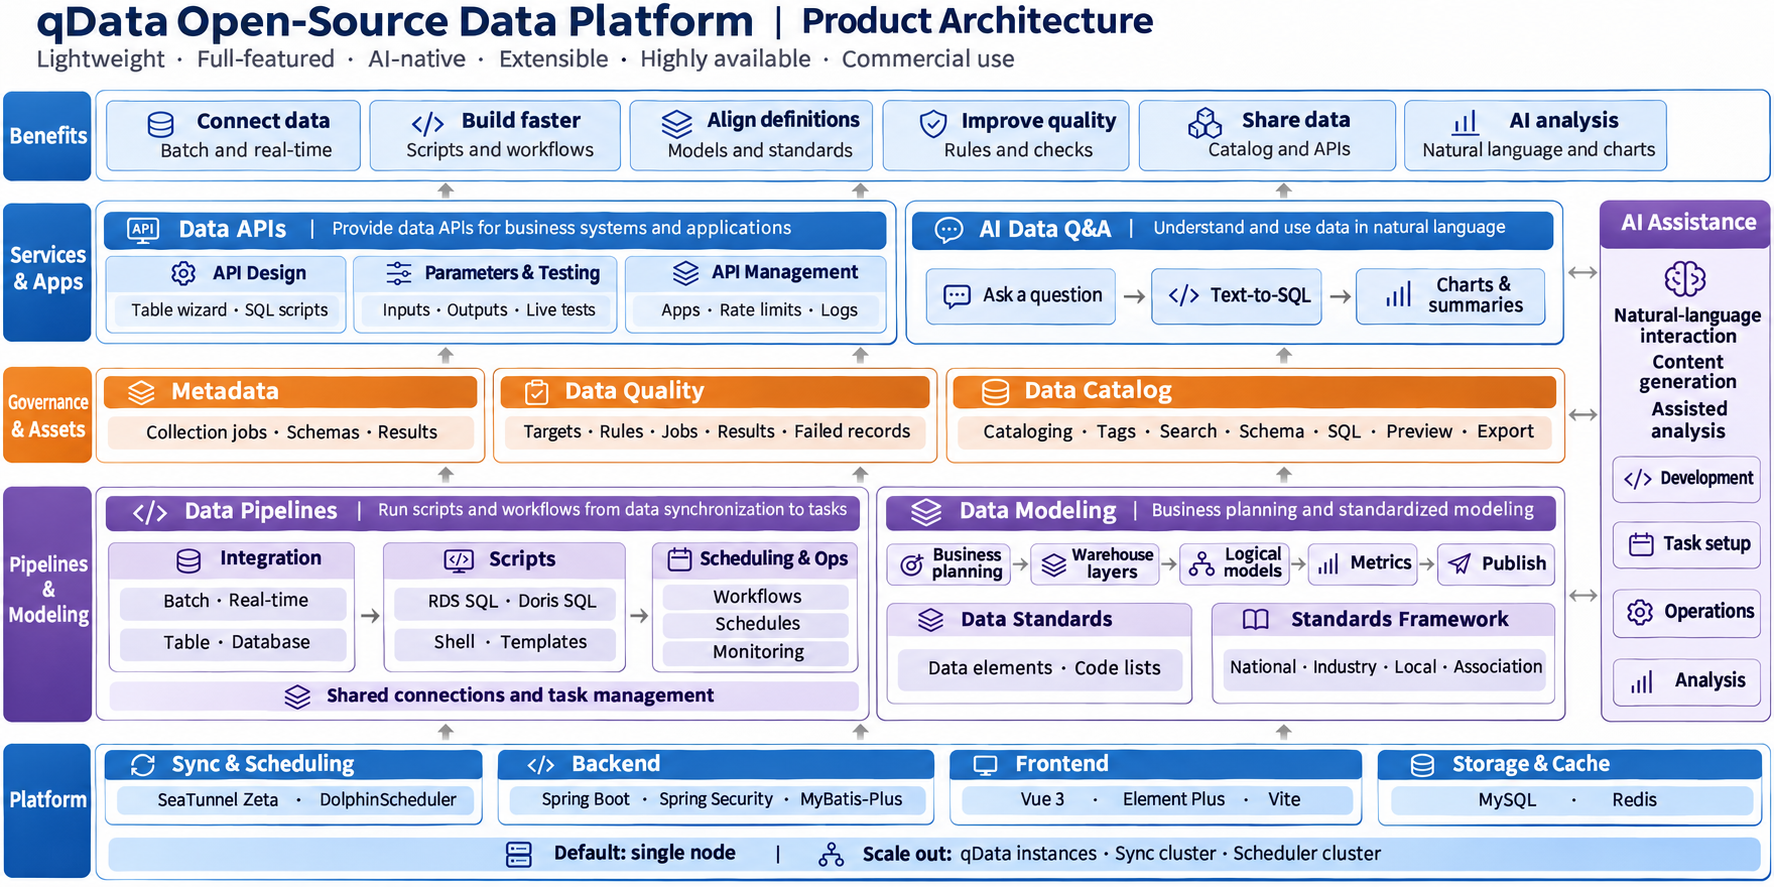 qData Open-Source Data Platform | Product Architecture
Lightweight · Full-featured · AI-native · Extensible · Highly available · Commercial use
Benefits
Connect data
Batch and real-time
Build faster
Scripts and workflows
Align definitions
Models and standards
Improve quality
Rules and checks
Share data
Catalog and APIs
AI analysis
Natural language and charts
Services
& Apps
API
Data APIs | Provide data APIs for business systems and applications
API Design
Table wizard · SQL scripts
Parameters & Testing
Inputs · Outputs · Live tests
API Management
Apps · Rate limits · Logs
AI Data Q&A | Understand and use data in natural language
Ask a question
Text-to-SQL
Charts &
summaries
Governance
& Assets
Metadata
Collection jobs · Schemas · Results
Data Quality
Targets · Rules · Jobs · Results · Failed records
Data Catalog
Cataloging · Tags · Search · Schema · SQL · Preview · Export
Pipelines
&
Modeling
Data Pipelines | Run scripts and workflows from data synchronization to tasks
Integration
Batch · Real-time
Table · Database
Scripts
RDS SQL · Doris SQL
Shell · Templates
Scheduling & Ops
Workflows
Schedules
Monitoring
Shared connections and task management
Data Modeling | Business planning and standardized modeling
Business
planning
Warehouse
layers
Logical
models
Metrics
Publish
Data Standards
Data elements · Code lists
Standards Framework
National · Industry · Local · Association
AI Assistance
Natural-language
interaction
Content
generation
Assisted
analysis
Development
Task setup
Operations
Analysis
Platform
Sync & Scheduling
SeaTunnel Zeta · DolphinScheduler
Backend
Spring Boot · Spring Security · MyBatis-Plus
Frontend
Vue 3 · Element Plus · Vite
Storage & Cache
MySQL · Redis
Default: single node | Scale out: qData instances · Sync cluster · Scheduler cluster